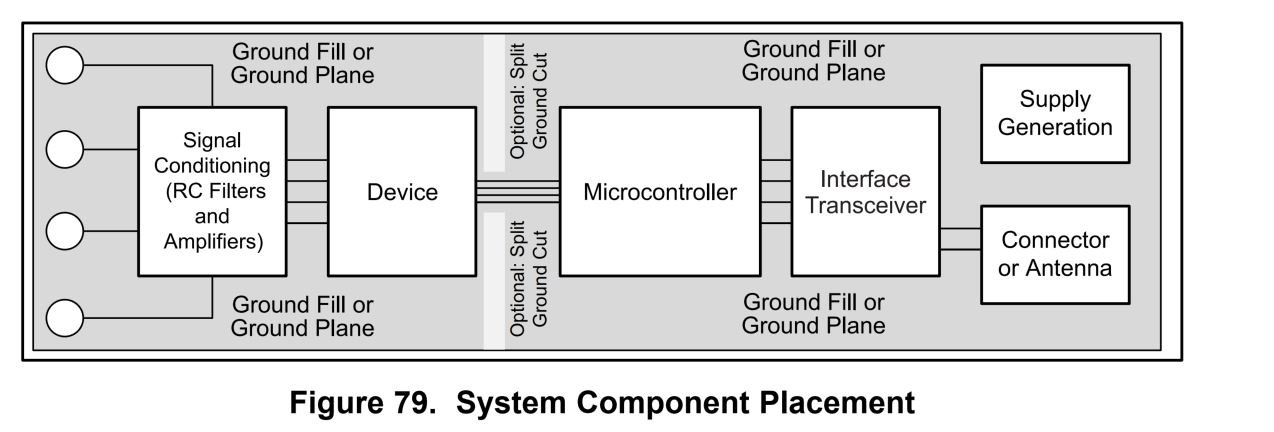 Ground Fill or
Ground Plane
Optional: Split
Ground Cut
Ground Fill or
Ground Plane
Supply
Generation
Signal
Conditioning
(RC Filters
and
Amplifiers)
Device
Microcontroller
Interface
Transceiver
Connector
or Antenna
Ground Fill or
Ground Plane
Optional: Split
Ground Cut
Ground Fill or
Ground Plane
Figure 79. System Component Placement